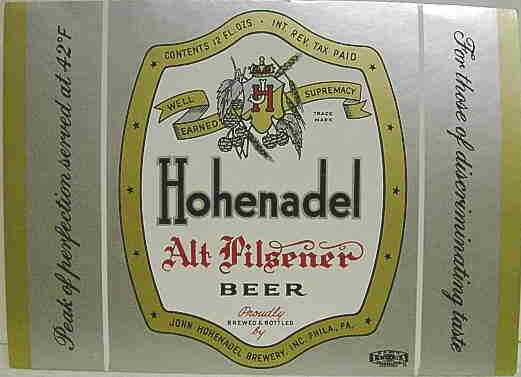 Peak of perfection served at 42°F
CONTENTS 12 FL. OZS · INT. REV. TAX PAID
WELL EARNED SUPREMACY
H
TRADE MARK
Hohenadel
Alt Pilsener
BEER
Proudly
BREWED & BOTTLED
by
JOHN HOHENADEL BREWERY, INC. PHILA., PA.
For those of discriminating taste